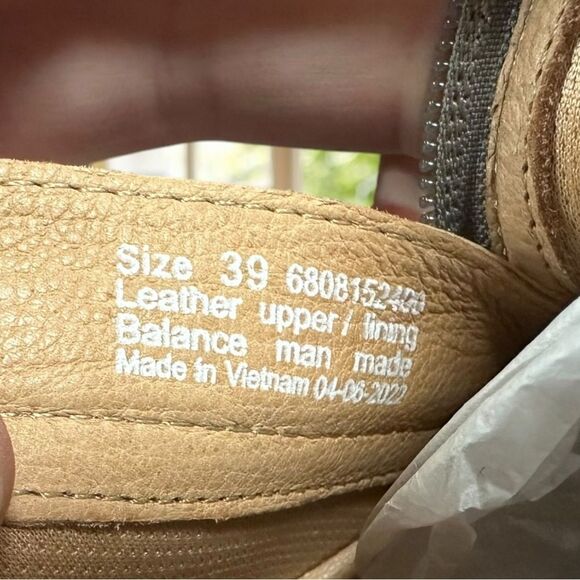 Size 39 6808152400
Leather upper/ lining
Balance man made
Made in Vietnam 04-06-2022